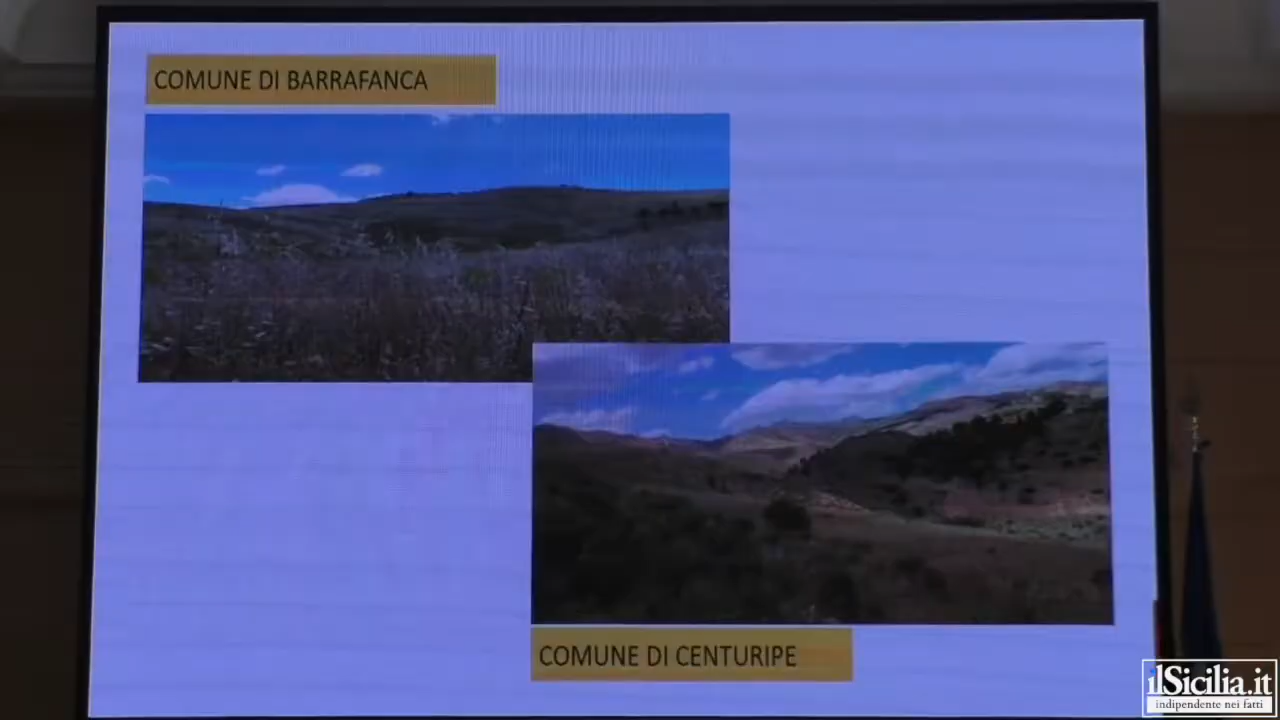 COMUNE DI BARRAFANCA
COMUNE DI CENTURIPE
ilSicilia.it
indipendente nei fatti